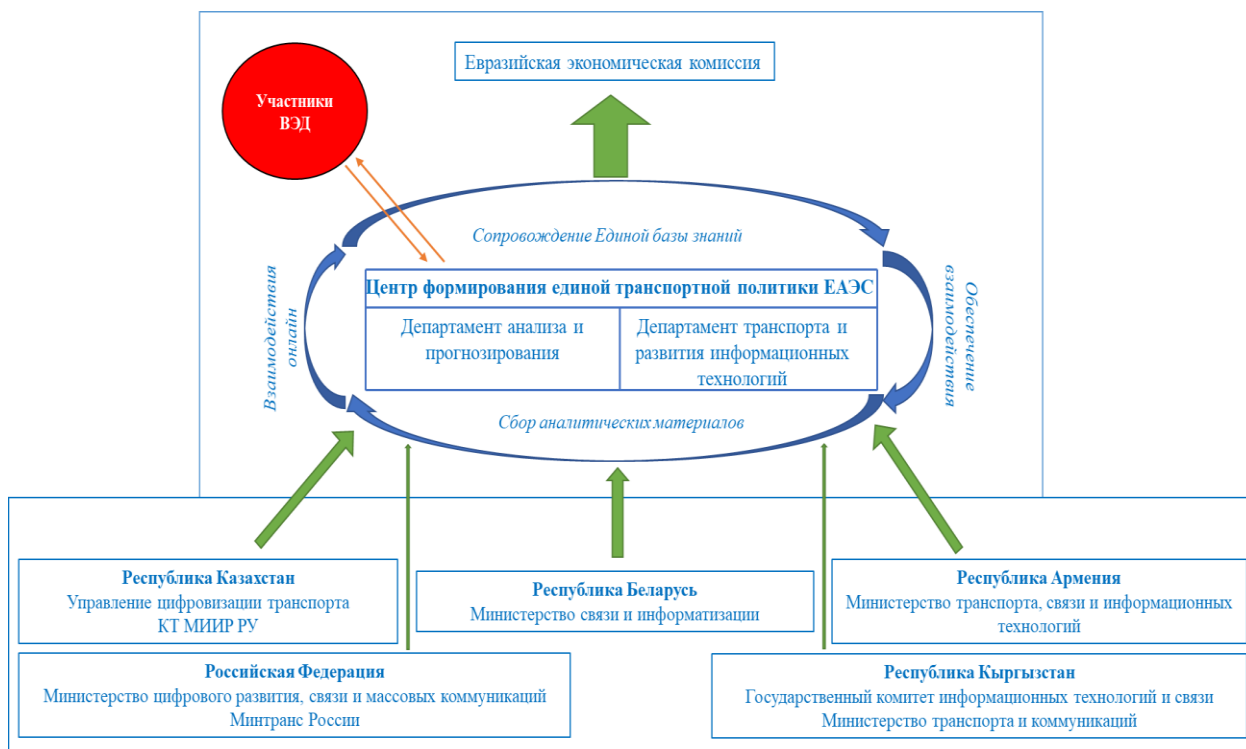 Евразийская экономическая комиссия
Участники
ВЭД
Сопровождение Единой базы знаний
Взаимодействия
онлайн
Центр формирования единой транспортной политики ЕАЭС
Департамент анализа и
прогнозирования
Департамент транспорта и
развития информационных
технологий
Обеспечение
взаимодействия
Сбор аналитических материалов
Республика Казахстан
Управление цифровизации транспорта
КТ МИИР РУ
Республика Беларусь
Министерство связи и информатизации
Республика Армения
Министерство транспорта, связи и информационных
технологий
Российская Федерация
Министерство цифрового развития, связи и массовых коммуникаций
Минтранс России
Республика Кыргызстан
Государственный комитет информационных технологий и связи
Министерство транспорта и коммуникаций